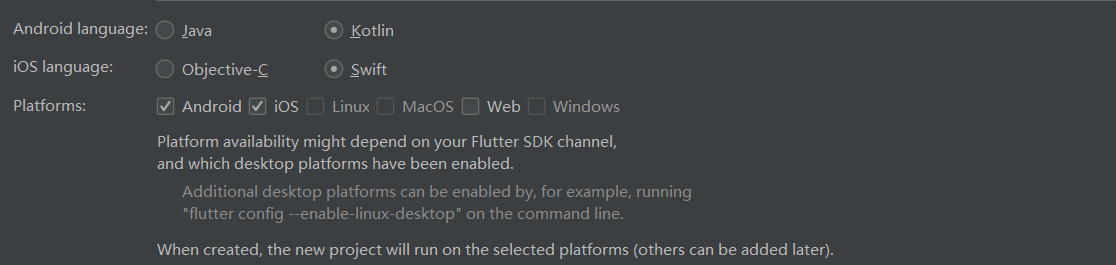 Android language: Java Kotlin
iOS language: Objective-C Swift
Platforms: Android iOS Linux MacOS Web Windows
Platform availability might depend on your Flutter SDK channel,
and which desktop platforms have been enabled.
Additional desktop platforms can be enabled by, for example, running
"flutter config --enable-linux-desktop" on the command line.
When created, the new project will run on the selected platforms (others can be added later).